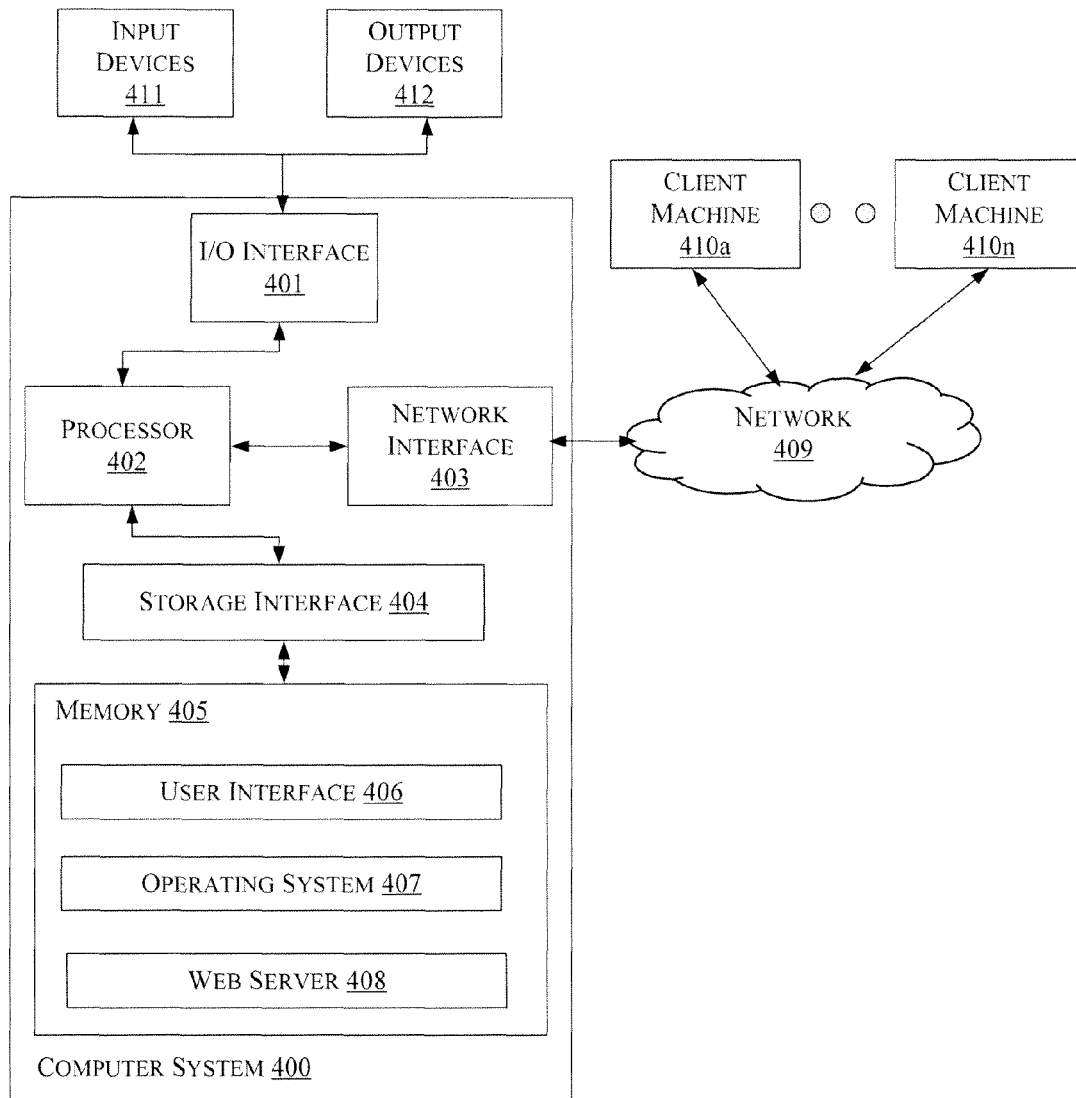 INPUT
DEVICES
411
OUTPUT
DEVICES
412
CLIENT
MACHINE
410a
CLIENT
MACHINE
410n
I/O INTERFACE
401
PROCESSOR
402
NETWORK
INTERFACE
403
NETWORK
409
STORAGE INTERFACE 404
MEMORY 405
USER INTERFACE 406
OPERATING SYSTEM 407
WEB SERVER 408
COMPUTER SYSTEM 400